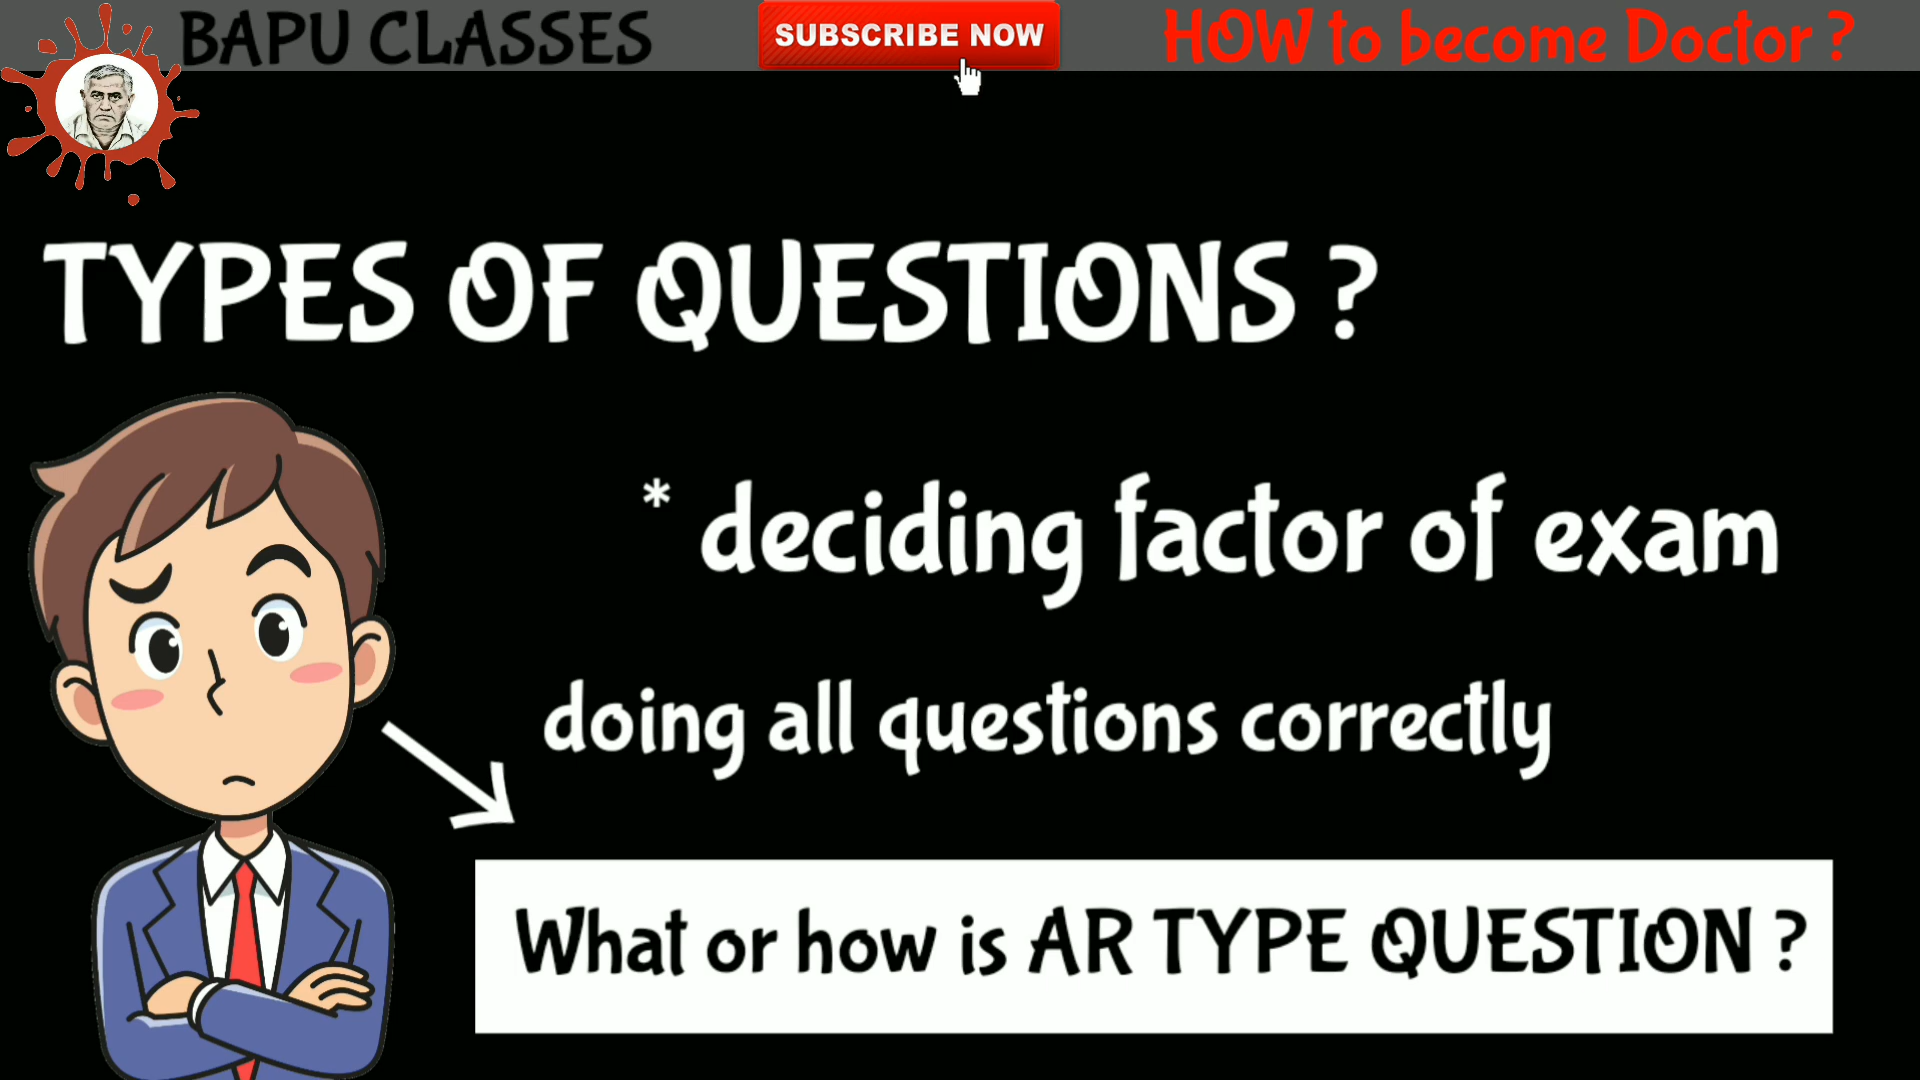 BAPU CLASSES
SUBSCRIBE NOW
HOW to become Doctor ?
TYPES OF QUESTIONS ?
* deciding factor of exam
doing all questions correctly
What or how is AR TYPE QUESTION ?